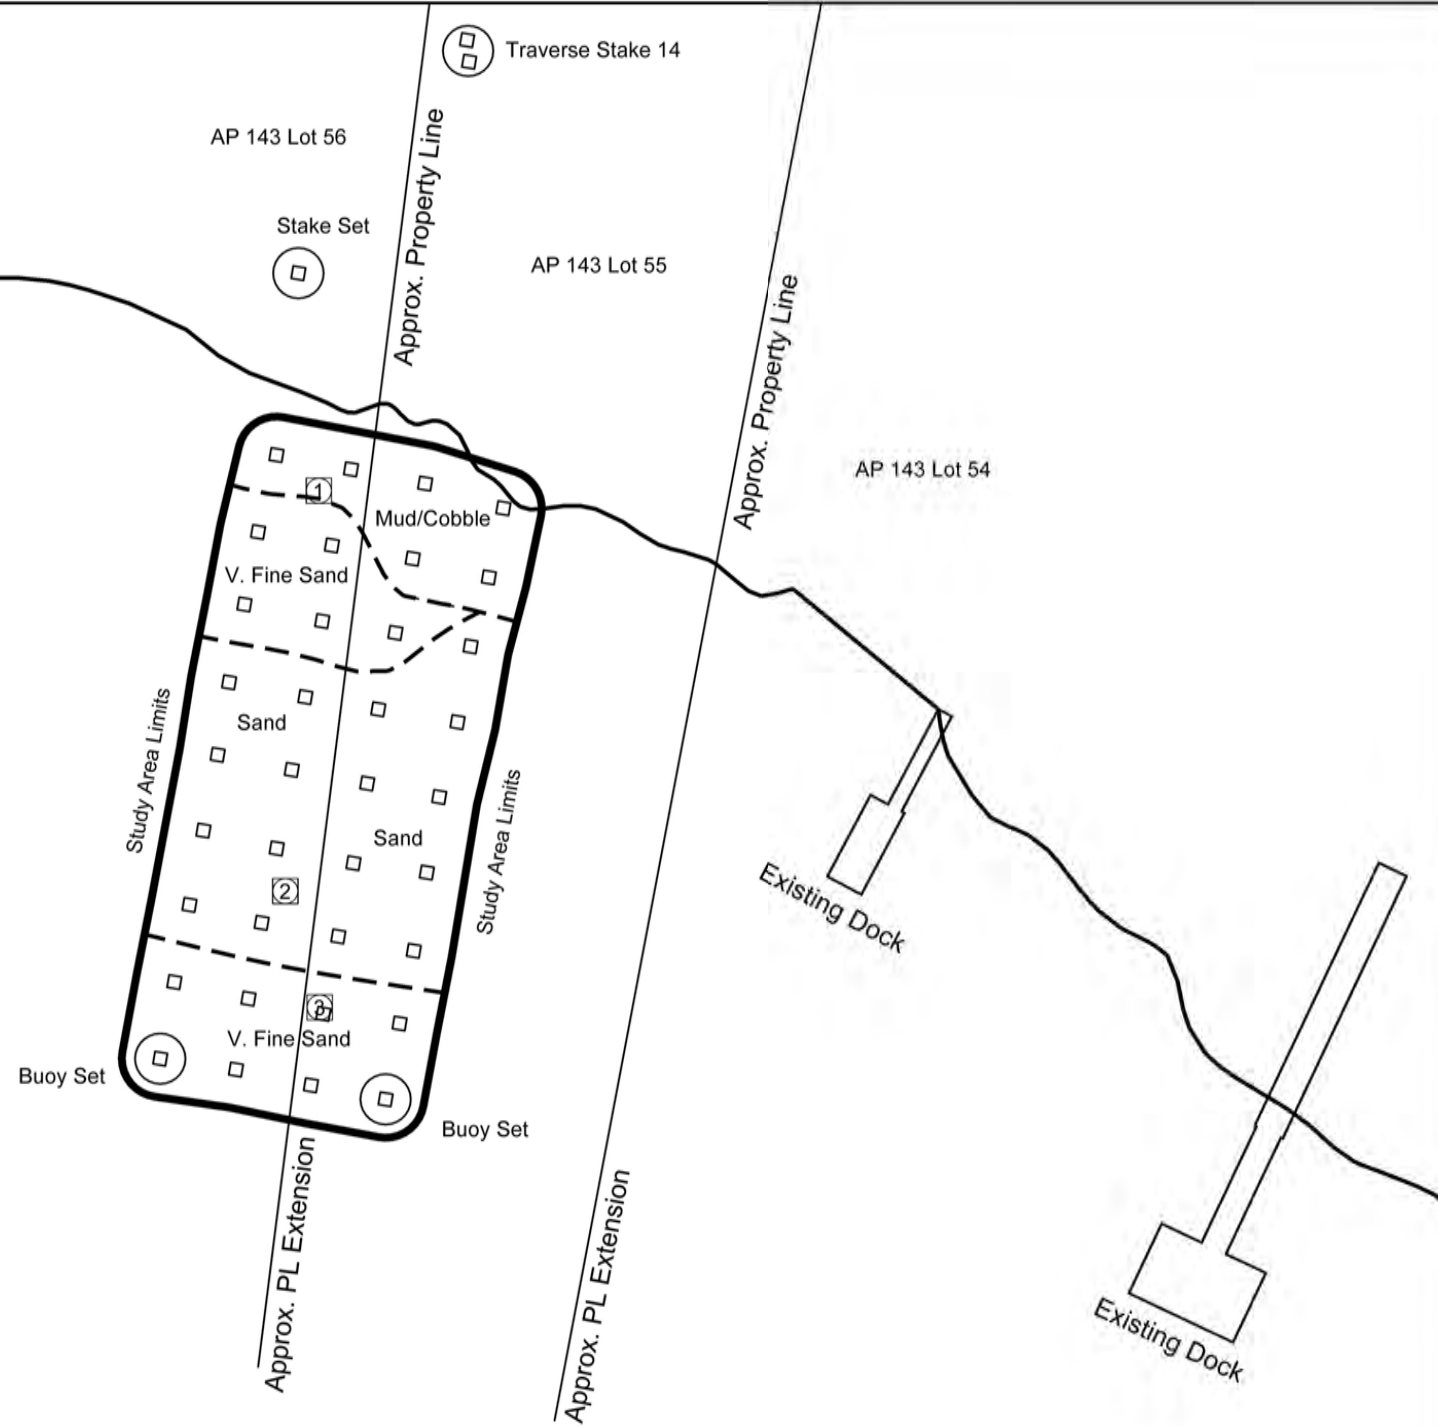 Traverse Stake 14
AP 143 Lot 56
Approx. Property Line
Stake Set
AP 143 Lot 55
Approx. Property Line
AP 143 Lot 54
1
Mud/Cobble
V. Fine Sand
Sand
Study Area Limits
Study Area Limits
Sand
2
Existing Dock
3
V. Fine Sand
Buoy Set
Buoy Set
Approx. PL Extension
Approx. PL Extension
Existing Dock